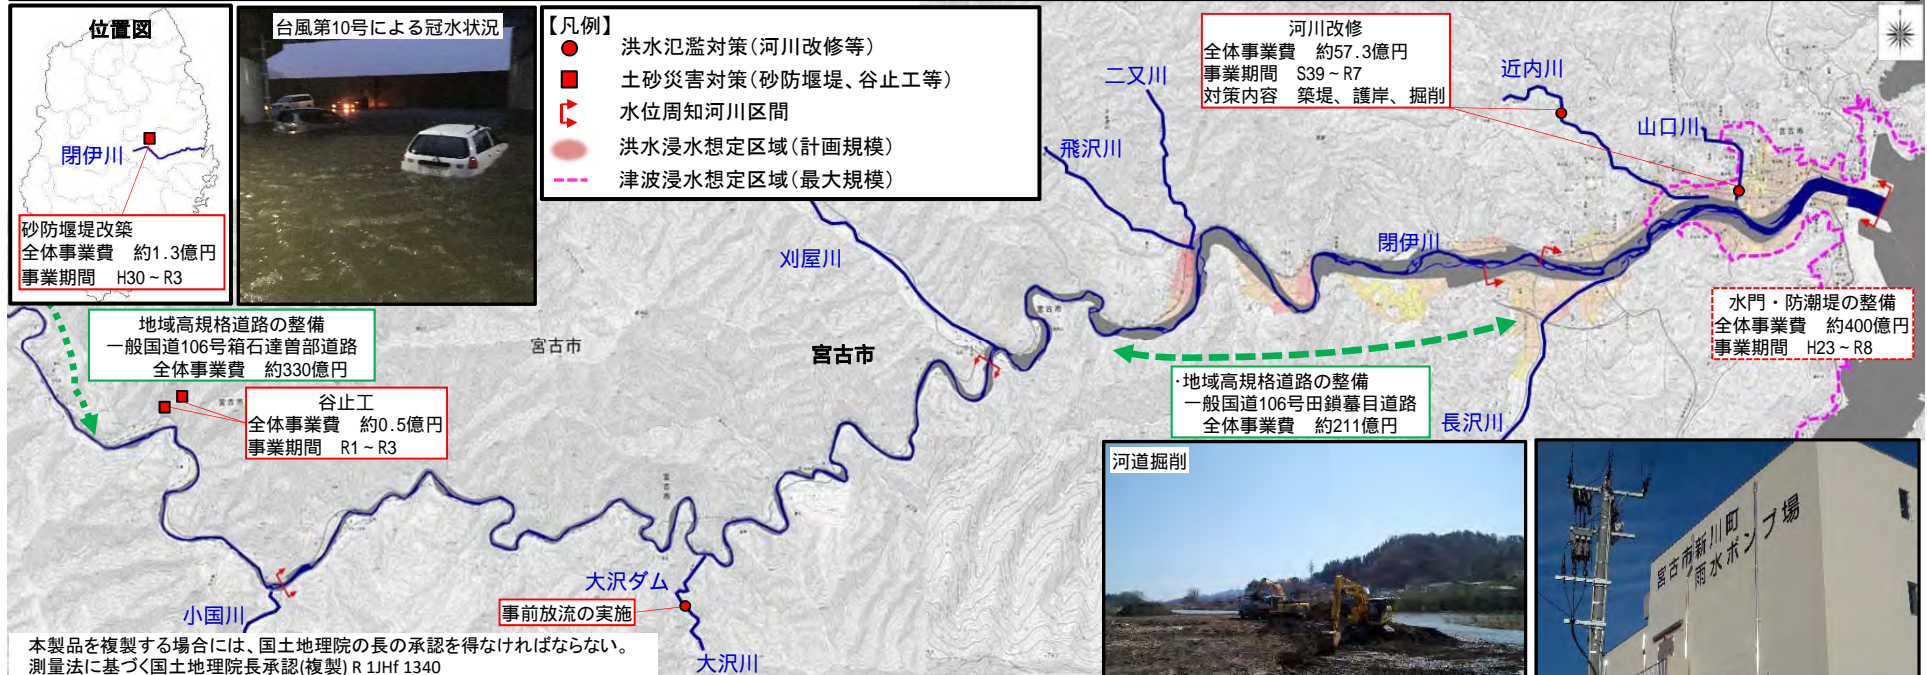 位置図
閉伊川
砂防堰堤改築
全体事業費　約1.3億円
事業期間　H30～R3
台風第10号による冠水状況
【凡例】
洪水氾濫対策(河川改修等)
土砂災害対策(砂防堰堤、谷止工等)
水位周知河川区間
洪水浸水想定区域(計画規模)
津波浸水想定区域(最大規模)
河川改修
全体事業費　約57.3億円
事業期間　S39～R7
対策内容　築堤、護岸、掘削
二又川
飛沢川
近内川
山口川
宮古市
刈屋川
閉伊川
水門・防潮堤の整備
全体事業費　約400億円
事業期間　H23～R8
地域高規格道路の整備
一般国道106号箱石達曽部道路
全体事業費　約330億円
宮古市
宮古市
宮古市
・地域高規格道路の整備
一般国道106号田鎖蟇目道路
全体事業費　約211億円
長沢川
谷止工
全体事業費　約0.5億円
事業期間　R1～R3
宮古市
宮古市
小国川
大沢ダム
事前放流の実施
大沢川
河道掘削
宮古市新川町
雨水ポンプ場
本製品を複製する場合には、国土地理院の長の承認を得なければならない。
測量法に基づく国土地理院長承認(複製) R 1JHf 1340